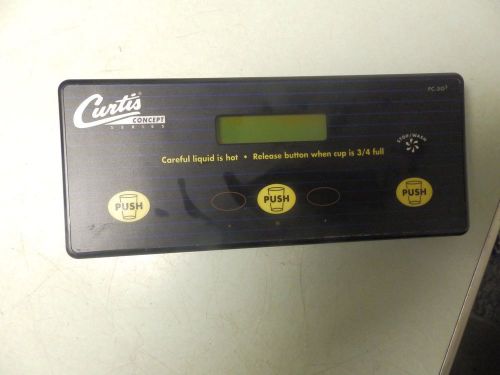 Curtis®
CONCEPT
SERIES
PC-3D³
STOP/WASH
Careful liquid is hot • Release button when cup is 3/4 full
PUSH
PUSH
PUSH